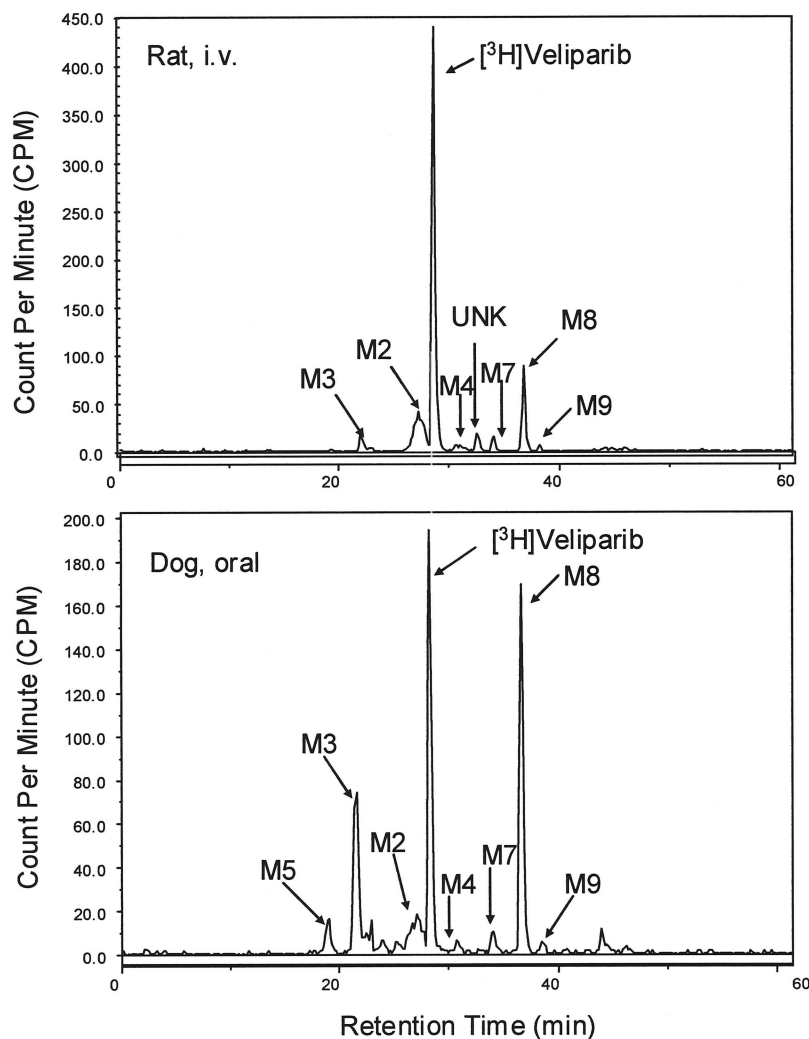 450.0
400.0
350.0
300.0
250.0
200.0
150.0
100.0
50.0
0.0
Count Per Minute (CPM)
Rat, i.v.
[³H]Veliparib
UNK
M8
M2
M3
M4
M7
M9
0
20
40
60
200.0
180.0
160.0
140.0
120.0
100.0
80.0
60.0
40.0
20.0
0.0
Count Per Minute (CPM)
Dog, oral
[³H]Veliparib
M8
M3
M2
M7
M5
M4
M9
0
20
40
60
Retention Time (min)